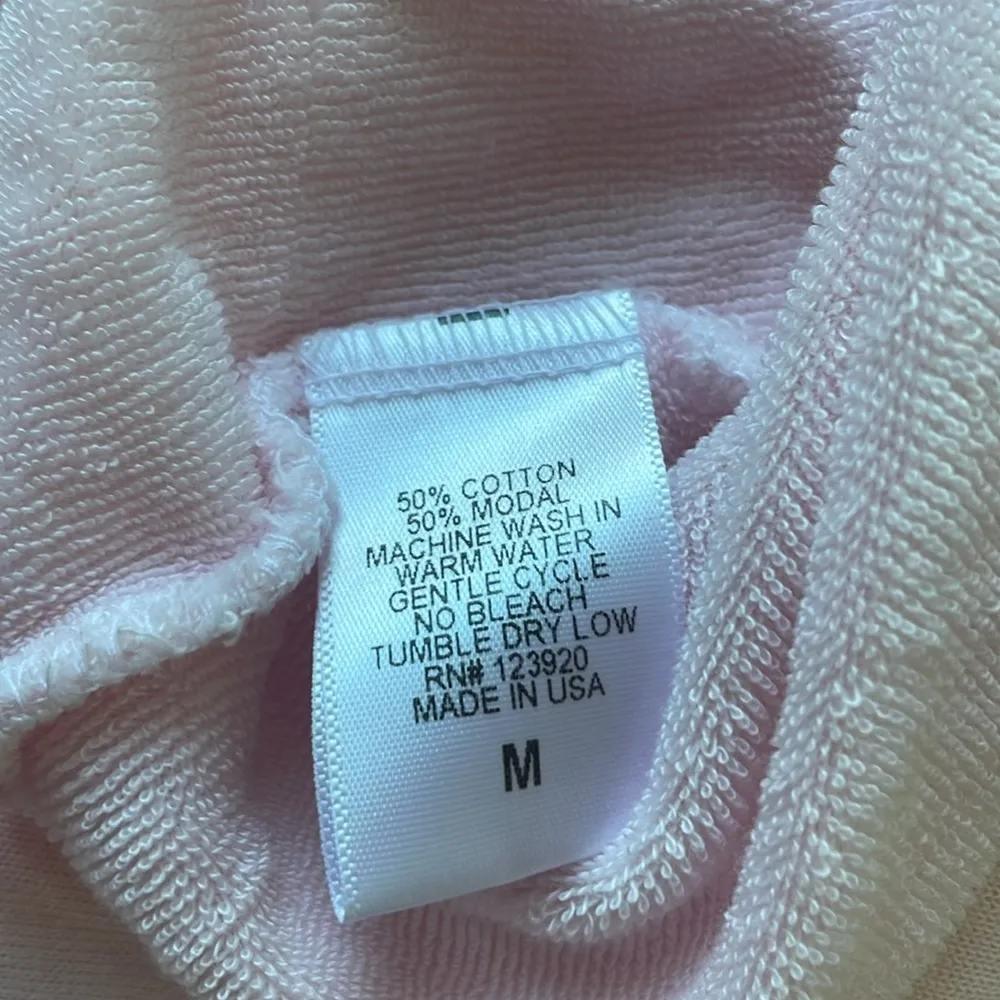 50% COTTON
50% MODAL
MACHINE WASH IN
WARM WATER
GENTLE CYCLE
NO BLEACH
TUMBLE DRY LOW
RN# 123920
MADE IN USA
M